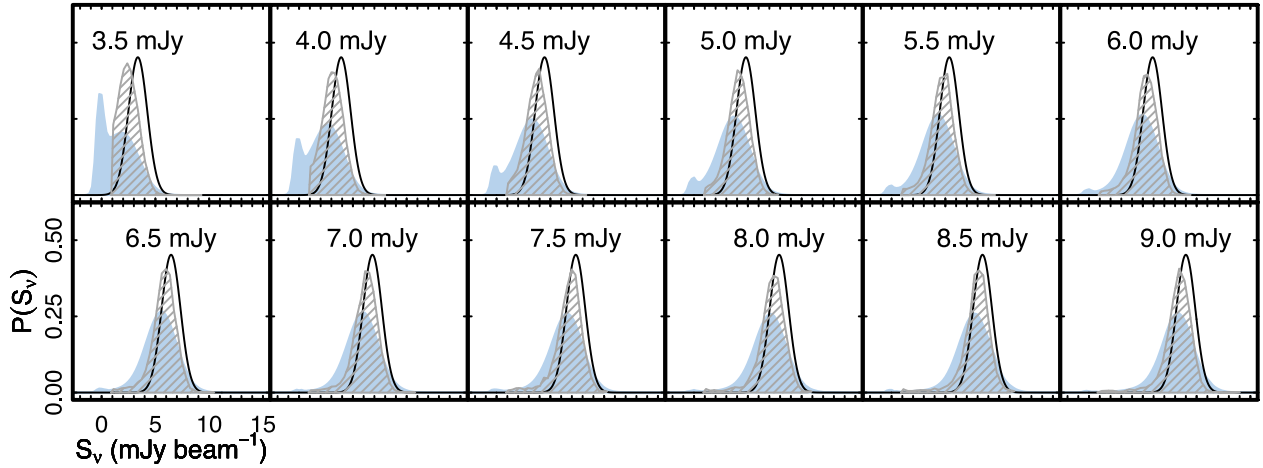 3.5 mJy 4.0 mJy 4.5 mJy 5.0 mJy 5.5 mJy 6.0 mJy
6.5 mJy 7.0 mJy 7.5 mJy 8.0 mJy 8.5 mJy 9.0 mJy
P(Sν)
0.50
0.25
0.00
0 5 10 15
Sν (mJy beam⁻¹)